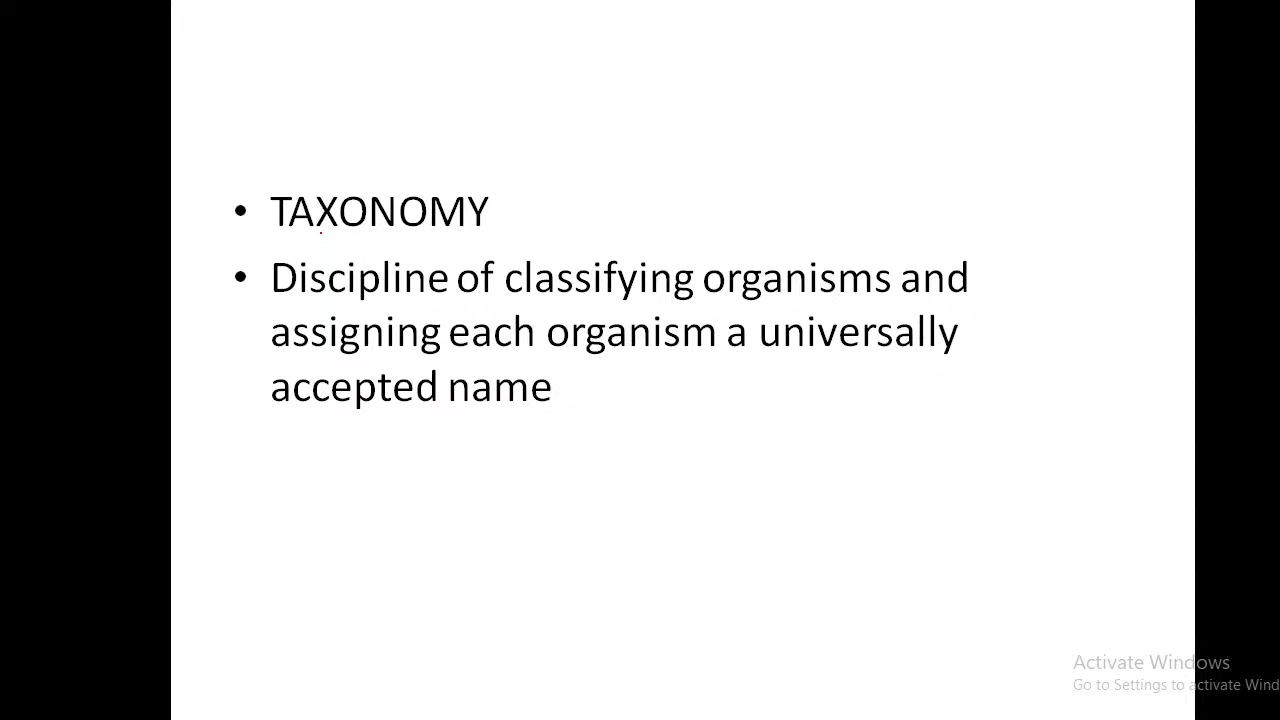 • TAXONOMY
• Discipline of classifying organisms and
assigning each organism a universally
accepted name
Activate Windows
Go to Settings to activate Wind